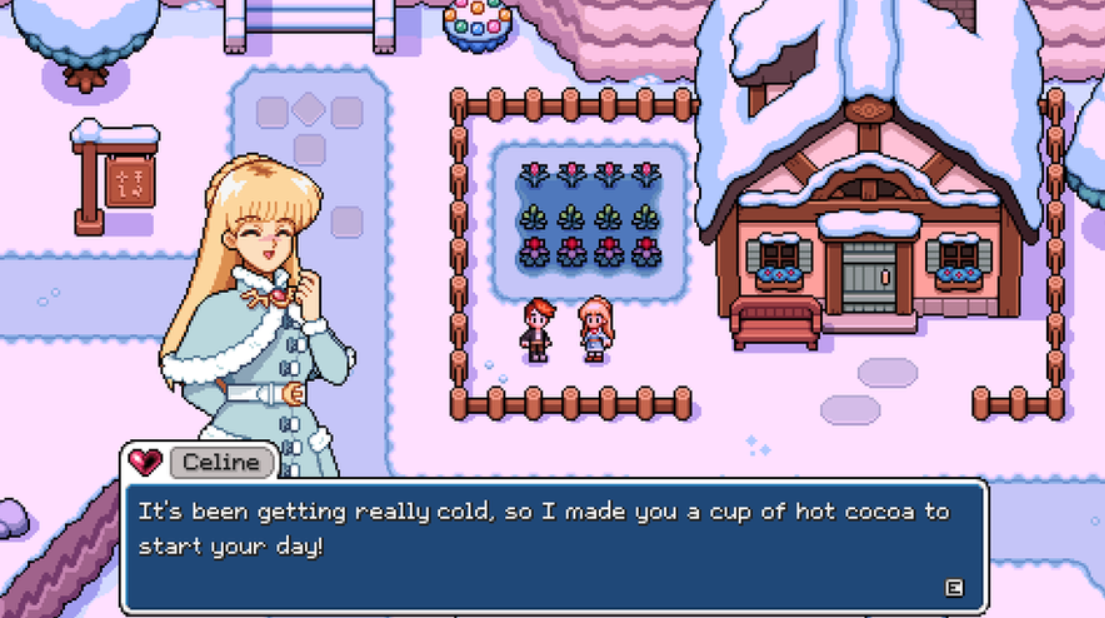 Celine
It's been getting really cold, so I made you a cup of hot cocoa to
start your day!
E